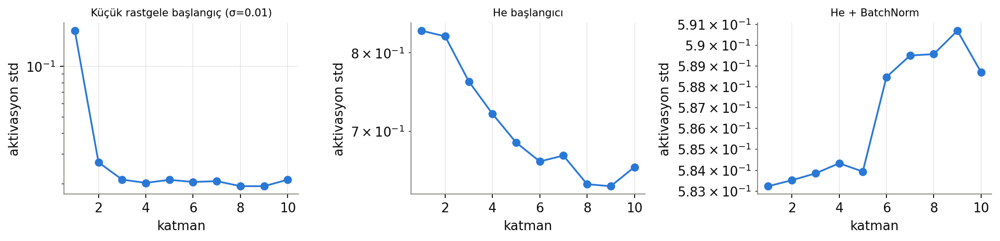 Küçük rastgele başlangıç (σ=0.01)
10⁻¹
aktivasyon std
2 4 6 8 10
katman
He başlangıcı
8 × 10⁻¹
7 × 10⁻¹
aktivasyon std
2 4 6 8 10
katman
He + BatchNorm
5.91 × 10⁻¹
5.9 × 10⁻¹
5.89 × 10⁻¹
5.88 × 10⁻¹
5.87 × 10⁻¹
5.86 × 10⁻¹
5.85 × 10⁻¹
5.84 × 10⁻¹
5.83 × 10⁻¹
aktivasyon std
2 4 6 8 10
katman